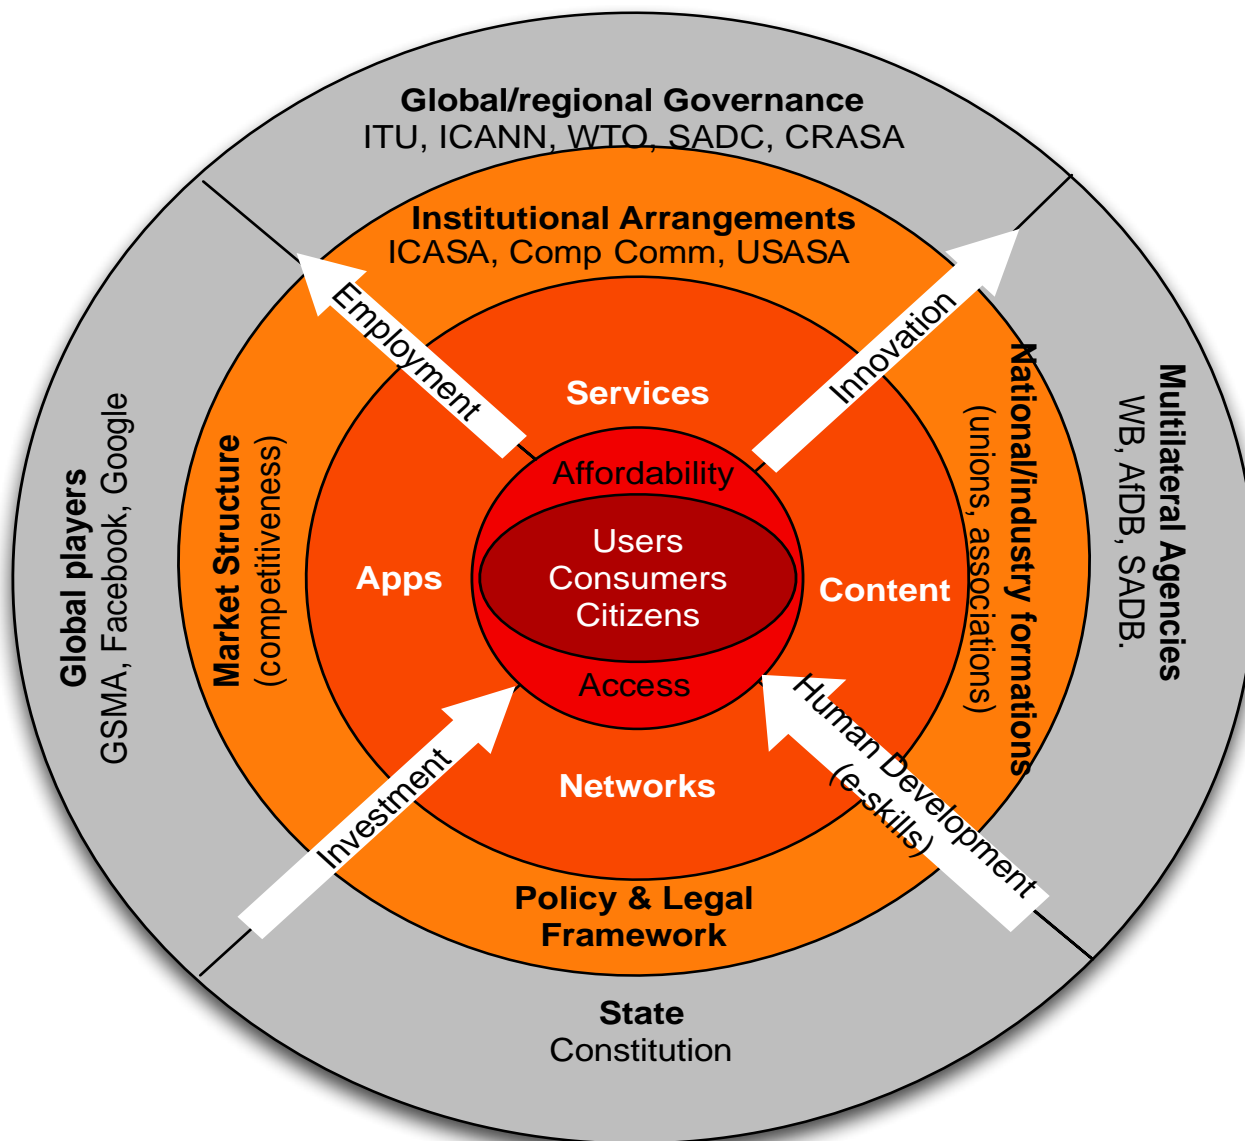 Global/regional Governance
ITU, ICANN, WTO, SADC, CRASA
Institutional Arrangements
ICASA, Comp Comm, USASA
Employment
Innovation
Services
Global players
GSMA, Facebook, Google
Market Structure
(competitiveness)
Apps
Affordability
Users
Consumers
Citizens
Access
Content
National/industry formations
(unions, associations)
Multilateral Agencies
WB, AfDB, SADB.
Investment
Networks
Human Development
(e-skills)
Policy & Legal
Framework
State
Constitution